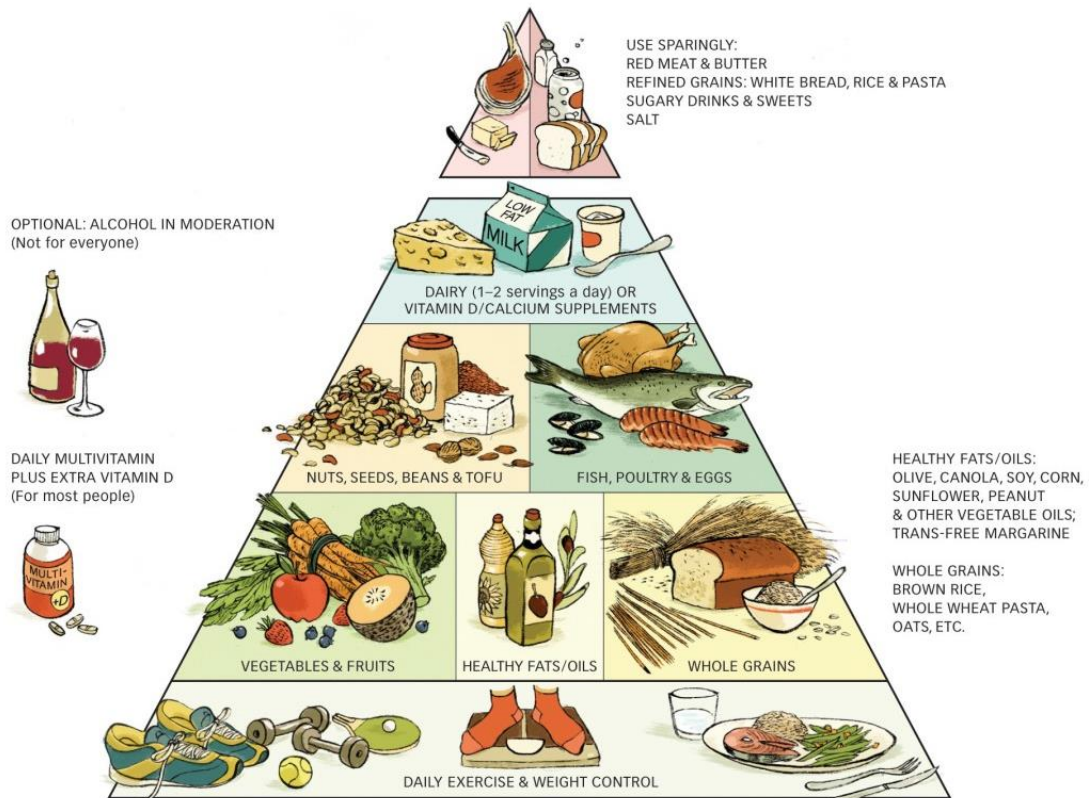 USE SPARINGLY:
RED MEAT & BUTTER
REFINED GRAINS: WHITE BREAD, RICE & PASTA
SUGARY DRINKS & SWEETS
SALT
OPTIONAL: ALCOHOL IN MODERATION
(Not for everyone)
LOW
FAT
MILK
DAIRY (1–2 servings a day) OR
VITAMIN D/CALCIUM SUPPLEMENTS
DAILY MULTIVITAMIN
PLUS EXTRA VITAMIN D
(For most people)
MULTI-
VITAMIN
+D
NUTS, SEEDS, BEANS & TOFU
FISH, POULTRY & EGGS
HEALTHY FATS/OILS:
OLIVE, CANOLA, SOY, CORN,
SUNFLOWER, PEANUT
& OTHER VEGETABLE OILS;
TRANS-FREE MARGARINE
WHOLE GRAINS:
BROWN RICE,
WHOLE WHEAT PASTA,
OATS, ETC.
VEGETABLES & FRUITS
HEALTHY FATS/OILS
WHOLE GRAINS
DAILY EXERCISE & WEIGHT CONTROL